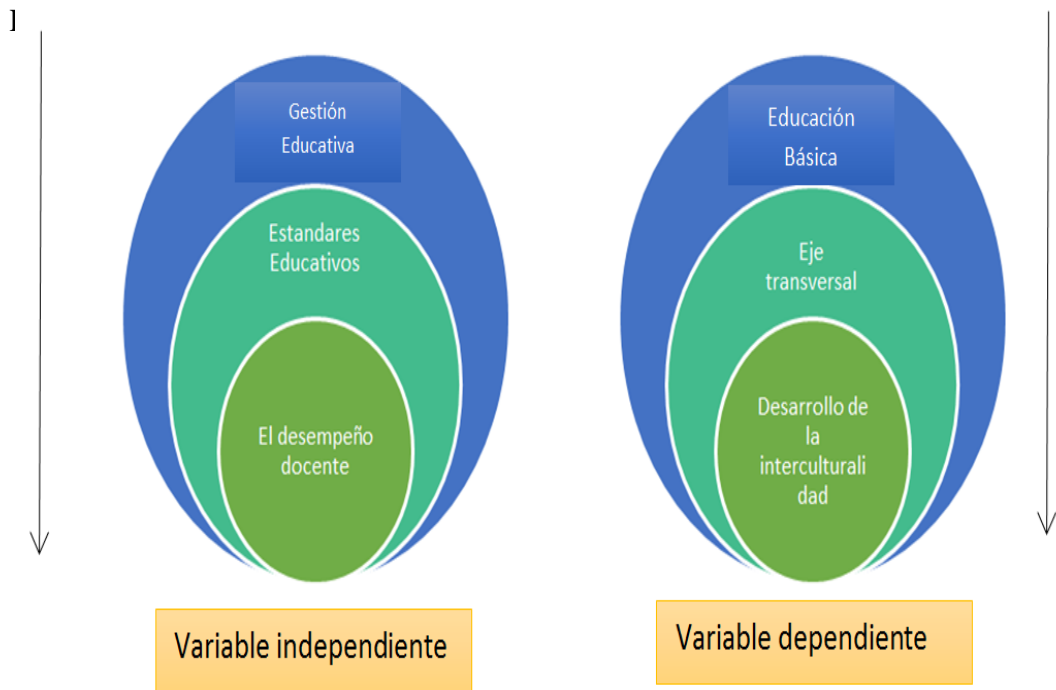 ]
Gestión
Educativa
Estandares
Educativos
El desempeño
docente
Variable independiente
Educación
Básica
Eje
transversal
Desarrollo de
la
interculturali
dad
Variable dependiente